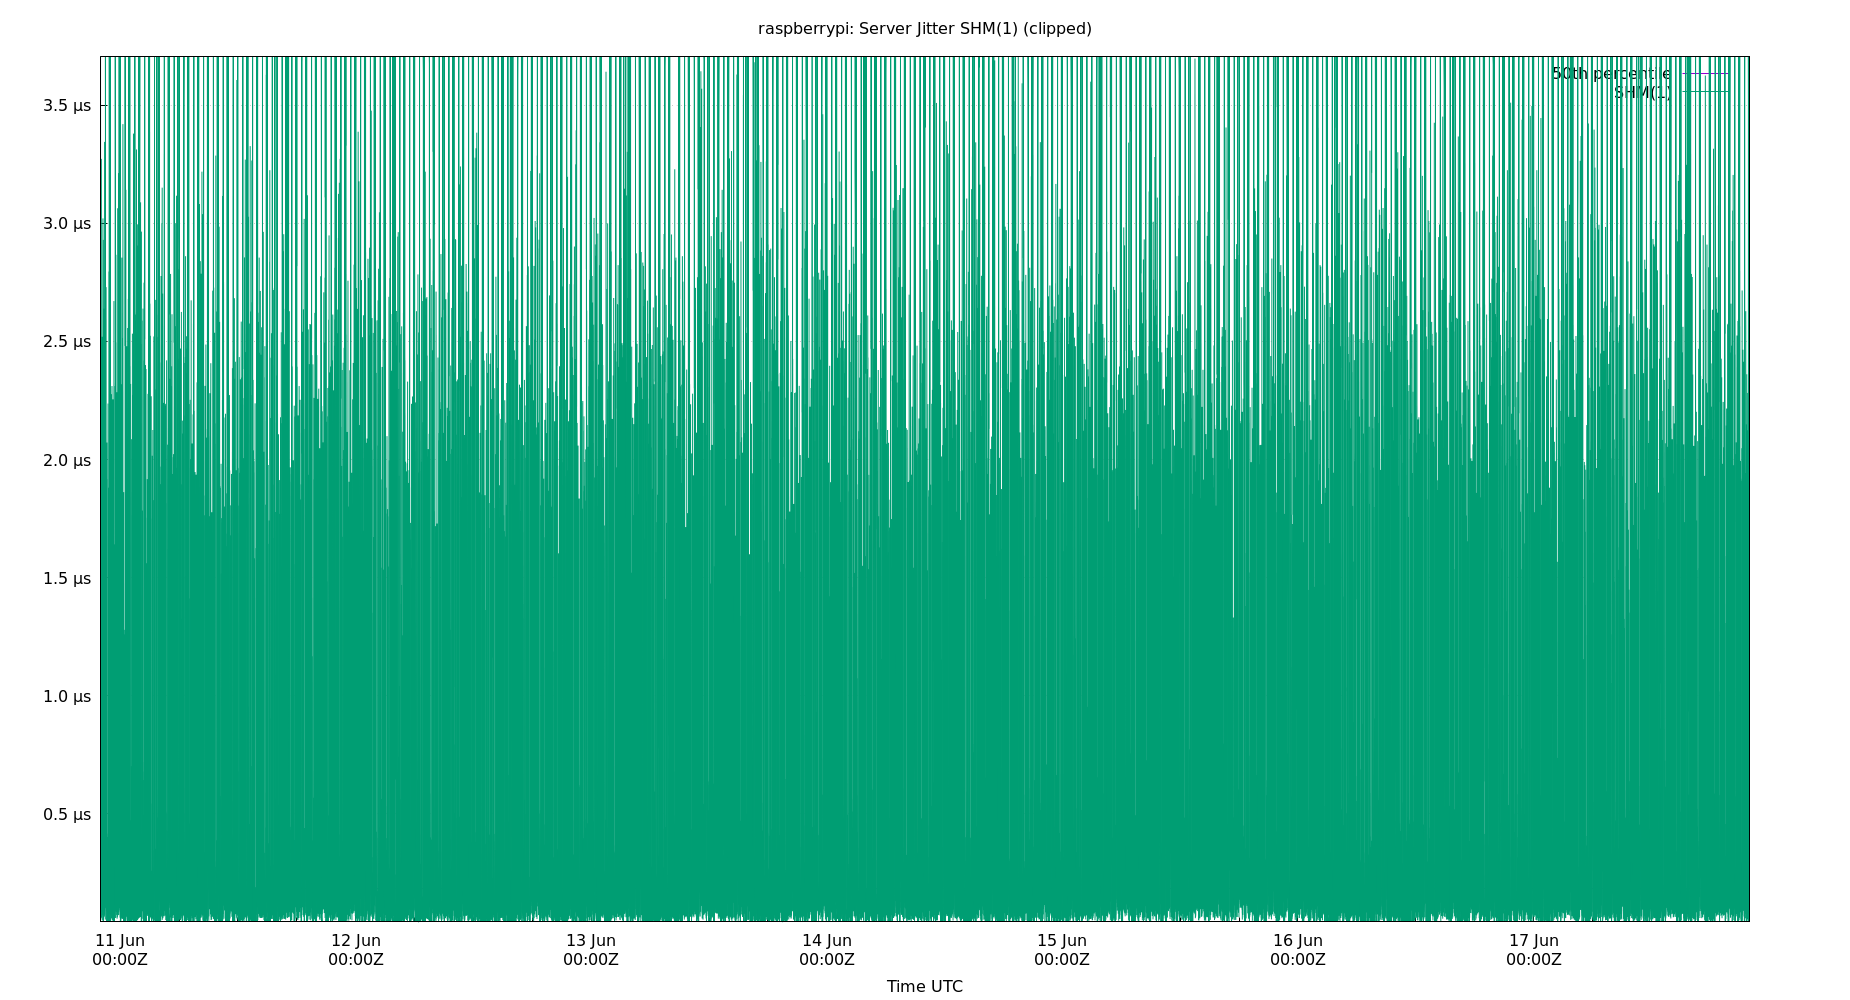 raspberrypi: Server Jitter SHM(1) (clipped)
50th percentile
SHM(1)
3.5 µs
3.0 µs
2.5 µs
2.0 µs
1.5 µs
1.0 µs
0.5 µs
11 Jun 12 Jun 13 Jun 14 Jun 15 Jun 16 Jun 17 Jun
00:00Z 00:00Z 00:00Z 00:00Z 00:00Z 00:00Z 00:00Z
Time UTC